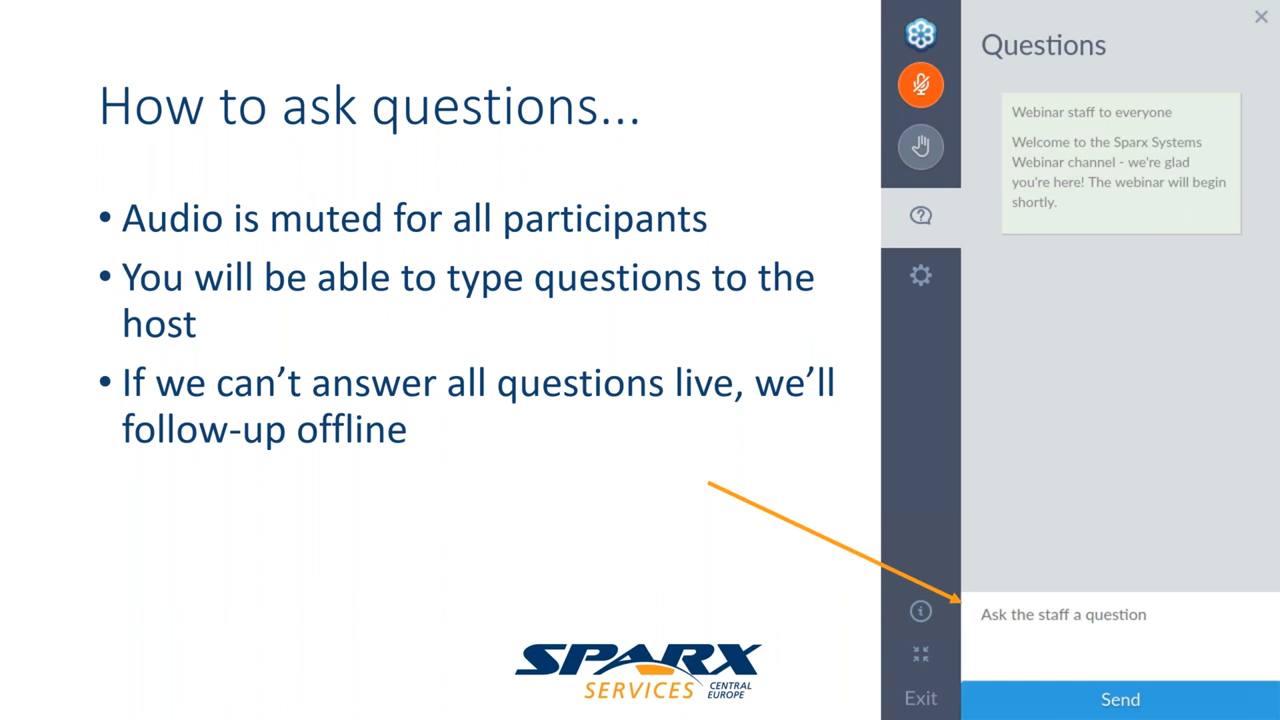 How to ask questions...
• Audio is muted for all participants
• You will be able to type questions to the
host
• If we can’t answer all questions live, we’ll
follow-up offline
SPARX
SERVICES
CENTRAL
EUROPE
Questions
Webinar staff to everyone
Welcome to the Sparx Systems
Webinar channel - we're glad
you're here! The webinar will begin
shortly.
Ask the staff a question
Exit
Send